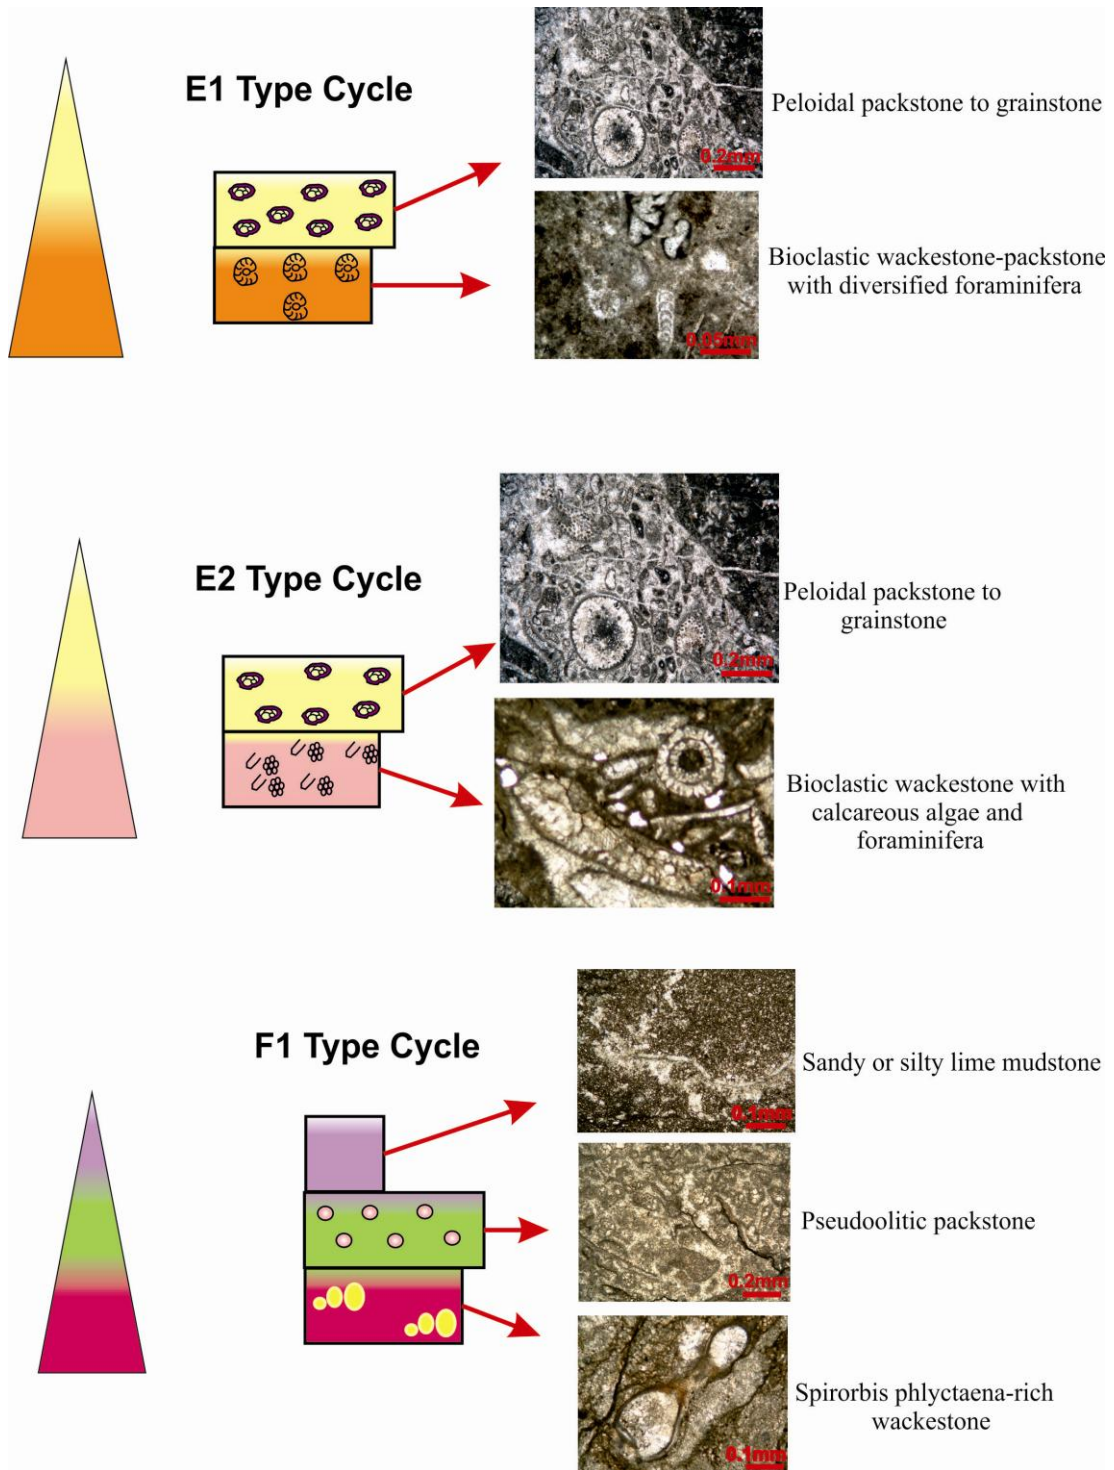 E1 Type Cycle
Peloidal packstone to grainstone
0.2mm
Bioclastic wackestone-packstone
with diversified foraminifera
0.05mm
E2 Type Cycle
Peloidal packstone to
grainstone
0.2mm
Bioclastic wackestone with
calcareous algae and
foraminifera
0.1mm
F1 Type Cycle
Sandy or silty lime mudstone
0.1mm
Pseudoolitic packstone
0.2mm
Spirorbis phlyctaena-rich
wackestone
0.1mm